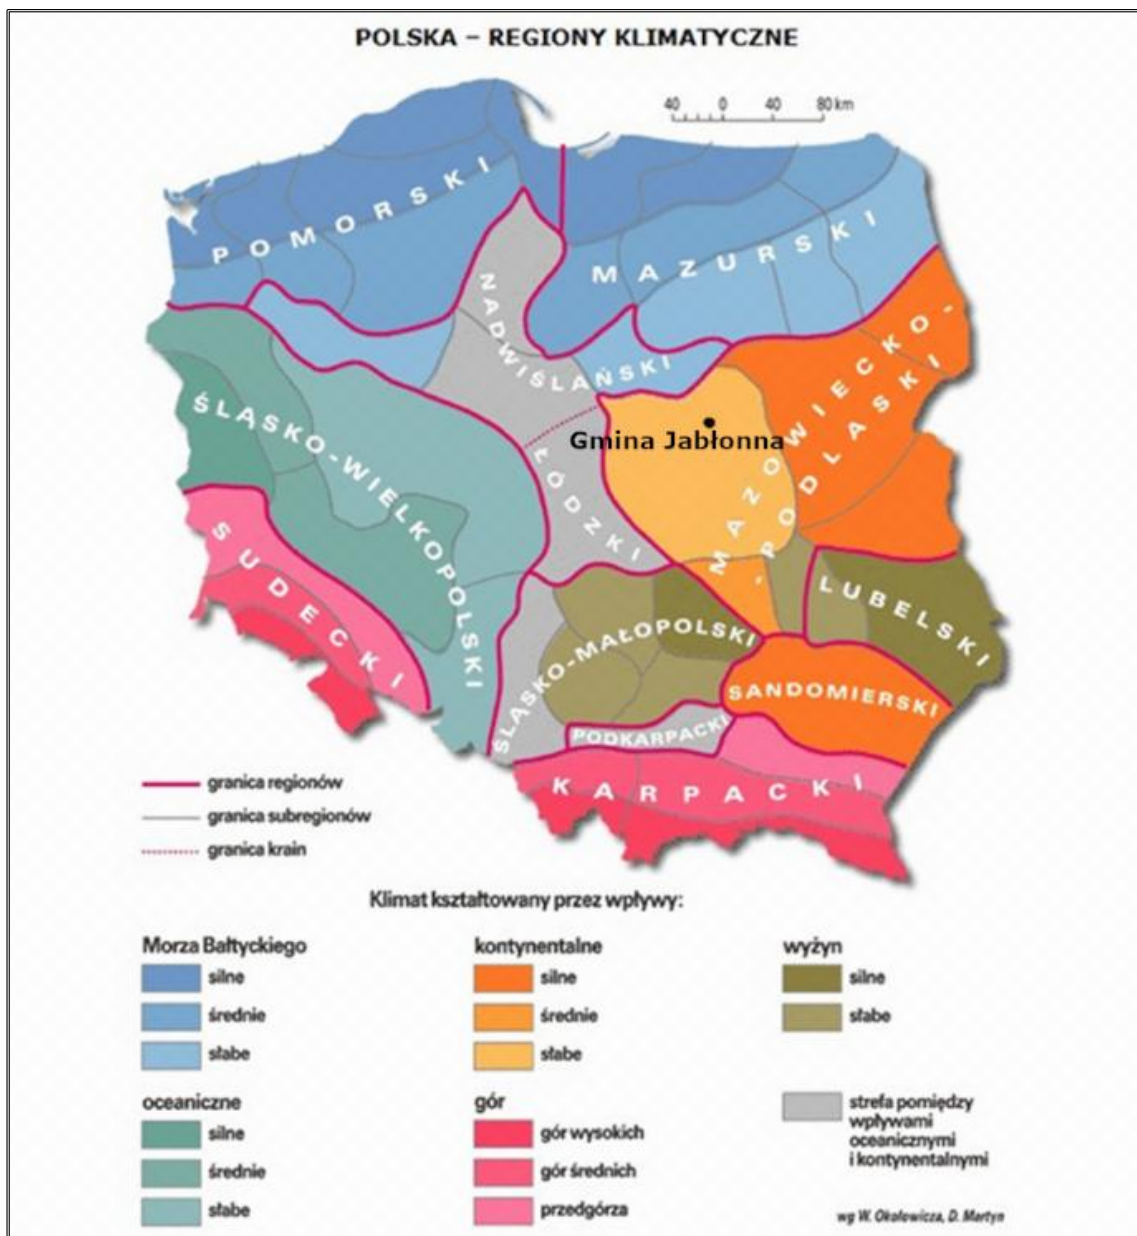 POLSKA – REGIONY KLIMATYCZNE
40 0 40 80 km
POMORSKI
MAZURSKI
NADWIŚLAŃSKI
MAZOWIECKO-
-PODLASKI
Gmina Jabłonna
ŚLĄSKO-WIELKOPOLSKI
ŁÓDZKI
SUDECKI
LUBELSKI
ŚLĄSKO-MAŁOPOLSKI
SANDOMIERSKI
PODKARPACKI
KARPACKI
granica regionów
granica subregionów
granica krain
Klimat kształtowany przez wpływy:
Morza Bałtyckiego
silne
średnie
słabe
kontynentalne
silne
średnie
słabe
wyżyn
silne
słabe
oceaniczne
silne
średnie
słabe
gór
gór wysokich
gór średnich
przedgórza
strefa pomiędzy
wpływami
oceanicznymi
i kontynentalnymi
wg W. Okołowicza, D. Martyn